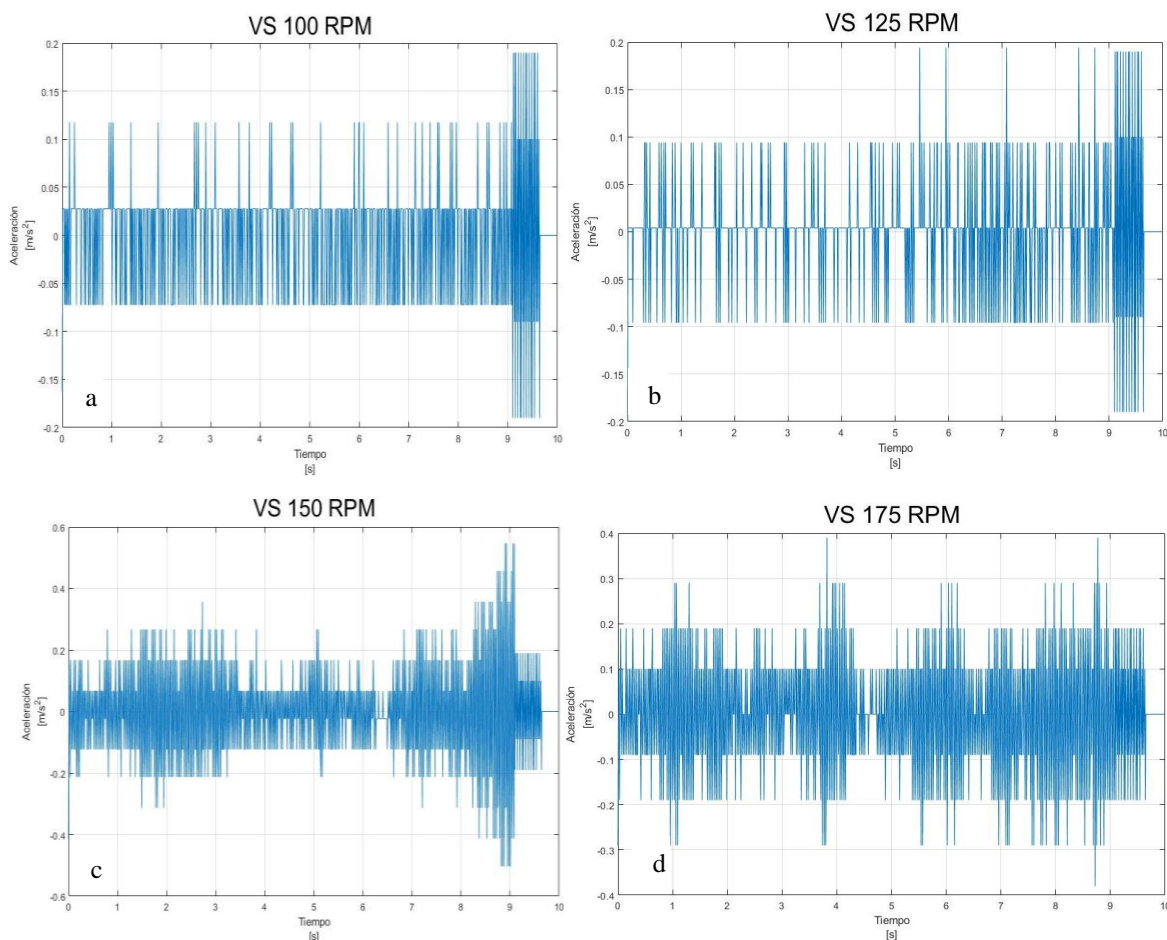 VS 100 RPM
0.2
0.15
0.1
0.05
0
-0.05
-0.1
-0.15
-0.2
Aceleración
[m/s²]
a
0 1 2 3 4 5 6 7 8 9 10
Tiempo
[s]
VS 125 RPM
0.2
0.15
0.1
0.05
0
-0.05
-0.1
-0.15
-0.2
Aceleración
[m/s²]
b
0 1 2 3 4 5 6 7 8 9 10
Tiempo
[s]
VS 150 RPM
0.6
0.4
0.2
0
-0.2
-0.4
-0.6
Aceleración
[m/s²]
c
0 1 2 3 4 5 6 7 8 9 10
Tiempo
[s]
VS 175 RPM
0.4
0.3
0.2
0.1
0
-0.1
-0.2
-0.3
-0.4
Aceleración
[m/s²]
d
0 1 2 3 4 5 6 7 8 9 10
Tiempo
[s]